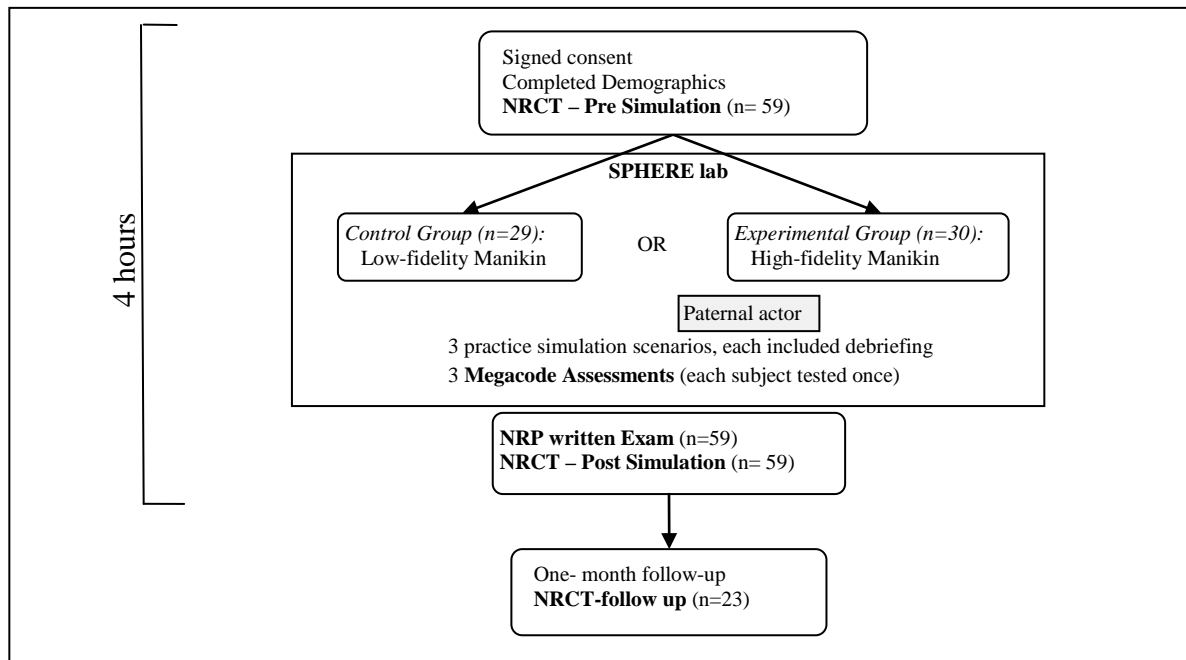 4 hours
Signed consent
Completed Demographics
NRCT – Pre Simulation (n= 59)
SPHERE lab
Control Group (n=29):
Low-fidelity Manikin
OR
Experimental Group (n=30):
High-fidelity Manikin
Paternal actor
3 practice simulation scenarios, each included debriefing
3 Megacode Assessments (each subject tested once)
NRP written Exam (n=59)
NRCT – Post Simulation (n= 59)
One- month follow-up
NRCT-follow up (n=23)